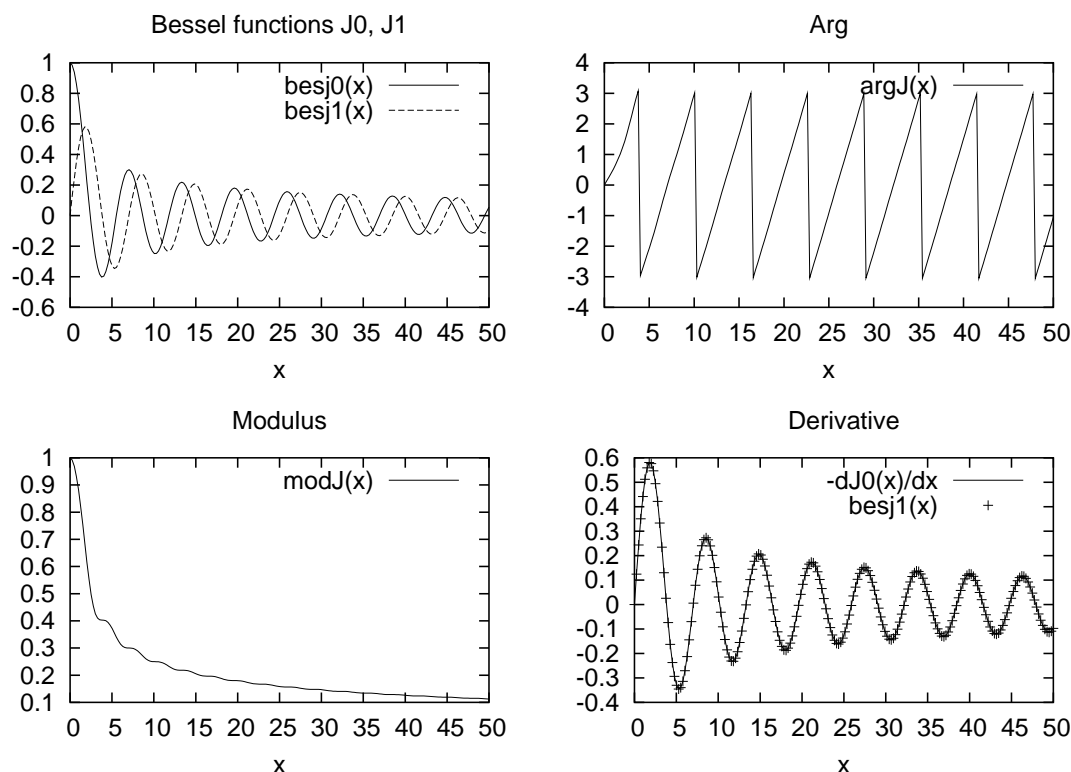 Bessel functions J0, J1
1
0.8
0.6
0.4
0.2
0
-0.2
-0.4
-0.6
besj0(x)
besj1(x)
0 5 10 15 20 25 30 35 40 45 50
x
Arg
4
3
2
1
0
-1
-2
-3
-4
argJ(x)
0 5 10 15 20 25 30 35 40 45 50
x
Modulus
1
0.9
0.8
0.7
0.6
0.5
0.4
0.3
0.2
0.1
modJ(x)
0 5 10 15 20 25 30 35 40 45 50
x
Derivative
0.6
0.5
0.4
0.3
0.2
0.1
0
-0.1
-0.2
-0.3
-0.4
-dJ0(x)/dx
besj1(x)
0 5 10 15 20 25 30 35 40 45 50
x